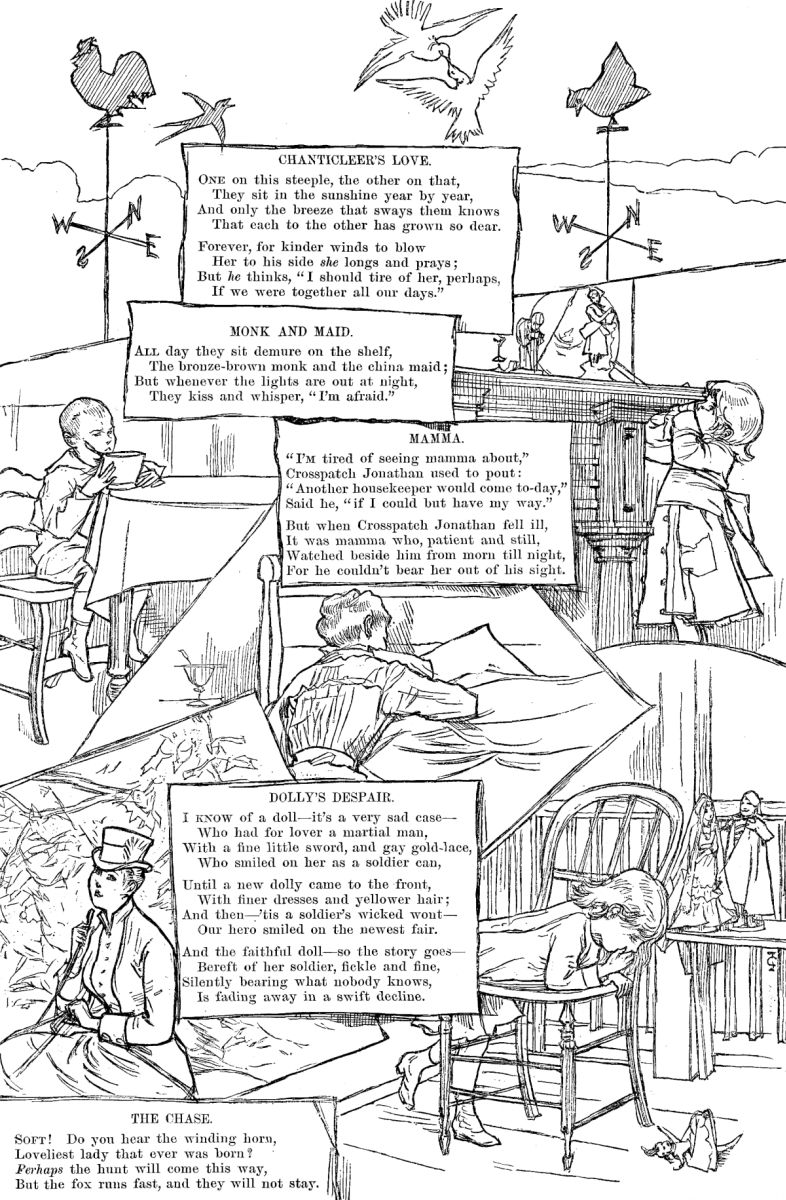 W N
S E
W N
S E
CHANTICLEER'S LOVE.
ONE on this steeple, the other on that,
They sit in the sunshine year by year,
And only the breeze that sways them knows
That each to the other has grown so dear.
Forever, for kinder winds to blow
Her to his side she longs and prays;
But he thinks, "I should tire of her, perhaps,
If we were together all our days."
MONK AND MAID.
ALL day they sit demure on the shelf,
The bronze-brown monk and the china maid;
But whenever the lights are out at night,
They kiss and whisper, "I'm afraid."
MAMMA.
"I'M tired of seeing mamma about,"
Crosspatch Jonathan used to pout:
"Another housekeeper would come to-day,"
Said he, "if I could but have my way."
But when Crosspatch Jonathan fell ill,
It was mamma who, patient and still,
Watched beside him from morn till night,
For he couldn't bear her out of his sight.
DOLLY'S DESPAIR.
I KNOW of a doll—it's a very sad case—
Who had for lover a martial man,
With a fine little sword, and gay gold-lace,
Who smiled on her as a soldier can,
Until a new dolly came to the front,
With finer dresses and yellower hair;
And then—'tis a soldier's wicked wont—
Our hero smiled on the newest fair.
And the faithful doll—so the story goes—
Bereft of her soldier, fickle and fine,
Silently bearing what nobody knows,
Is fading away in a swift decline.
THE CHASE.
SOFT! Do you hear the winding horn,
Loveliest lady that ever was born?
Perhaps the hunt will come this way,
But the fox runs fast, and they will not stay.